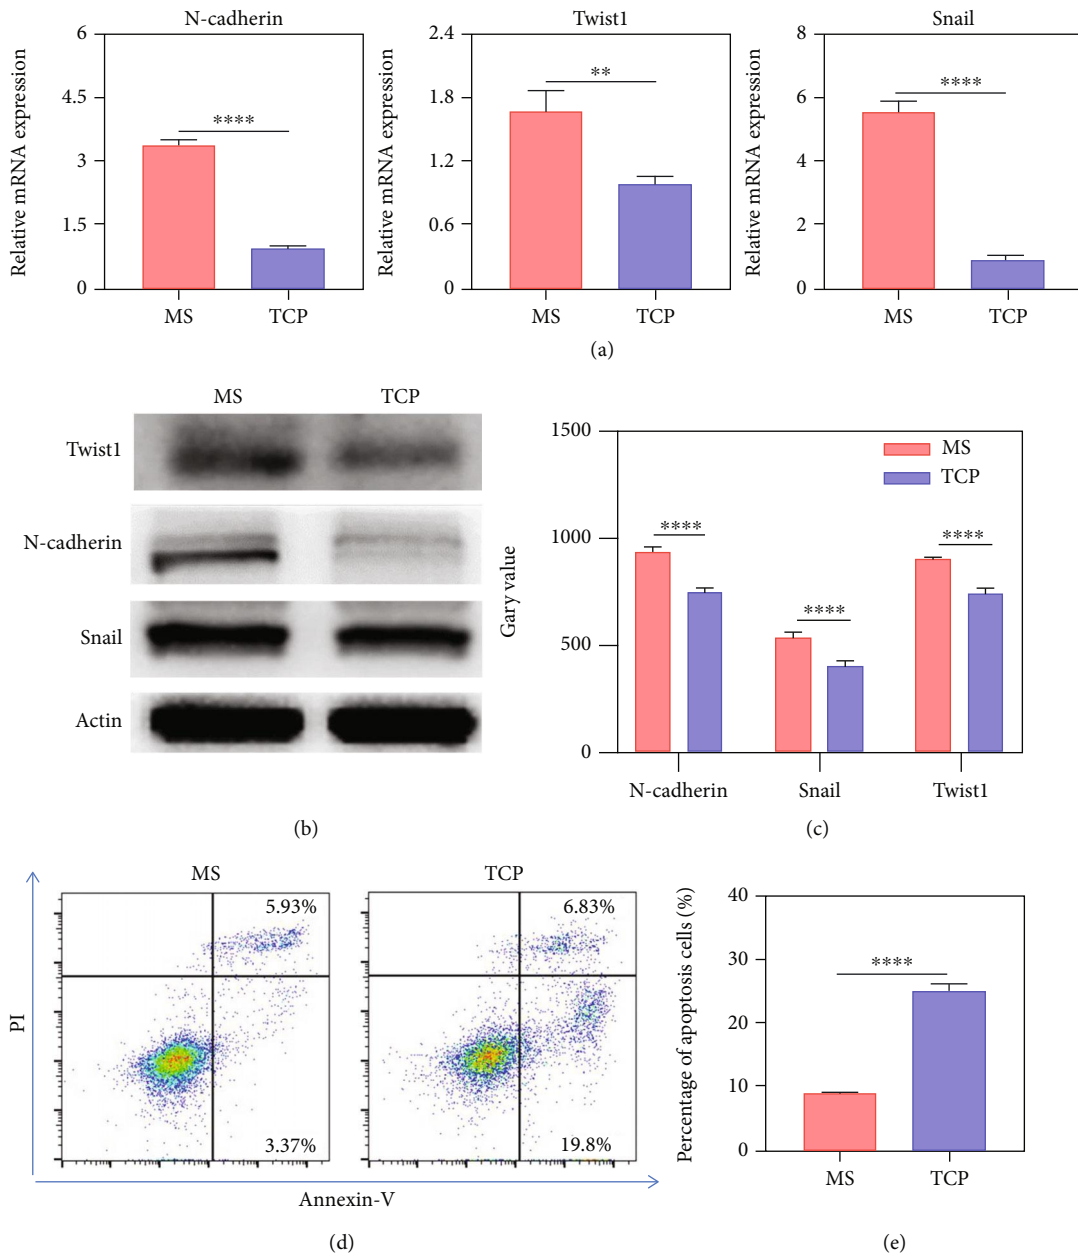 N-cadherin
Twist1
Snail
Relative mRNA expression
6
4.5
3
1.5
0
****
MS
TCP
Relative mRNA expression
2.4
1.8
1.2
0.6
0
**
MS
TCP
Relative mRNA expression
8
6
4
2
0
****
MS
TCP
(a)
MS
TCP
Twist1
N-cadherin
Snail
Actin
(b)
Gary value
1500
1000
500
0
MS
TCP
****
****
****
N-cadherin
Snail
Twist1
(c)
MS
TCP
5.93%
3.37%
6.83%
19.8%
PI
Annexin-V
(d)
Percentage of apoptosis cells (%)
40
30
20
10
0
****
MS
TCP
(e)